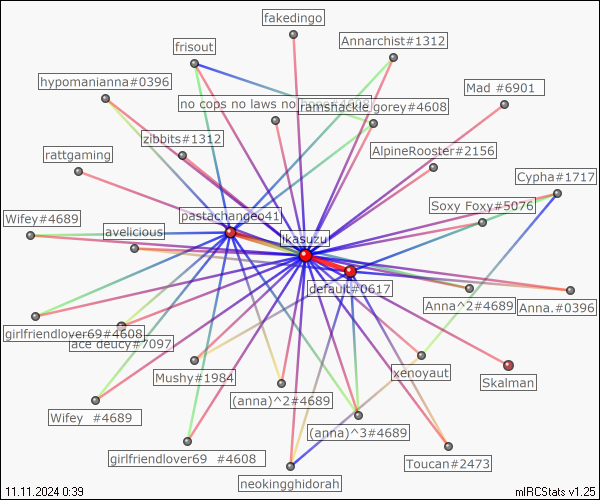 fakedingo
frisout
Annarchist#1312
hypomanianna#0396
Mad #6901
no cops no laws no
ramshackle gorey#4608
zibbits#1312
rattgaming
AlpineRooster#2156
Cypha#1717
Wifey#4689
pastachangeo41
Soxy Foxy#5076
avelicious
jkasuzu
default#0617
Anna^2#4689
Anna.#0396
girlfriendlover69#4608
ace deucy#7097
Mushy#1984
xenoyaut
Skalman
(anna)^2#4689
Wifey #4689
(anna)^3#4689
girlfriendlover69 #4608
Toucan#2473
neokingghidorah
11.11.2024 0:39
mIRCStats v1.25